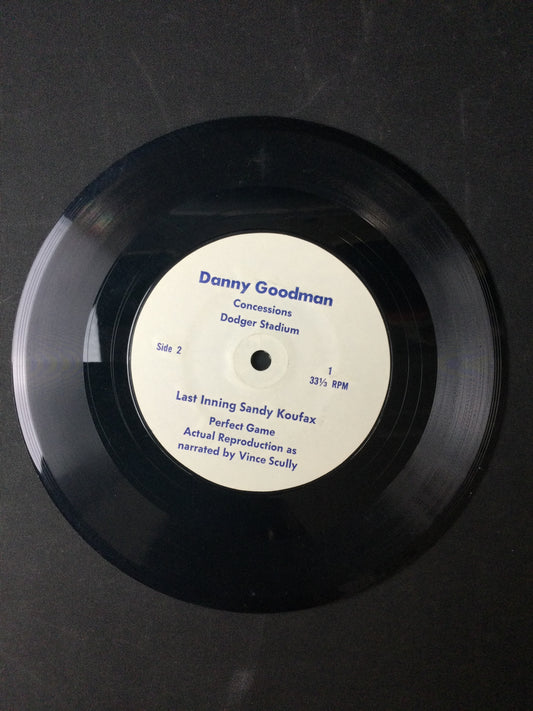 Danny Goodman
Concessions
Dodger Stadium
Side 2
1
33⅓ RPM
Last Inning Sandy Koufax
Perfect Game
Actual Reproduction as
narrated by Vince Scully